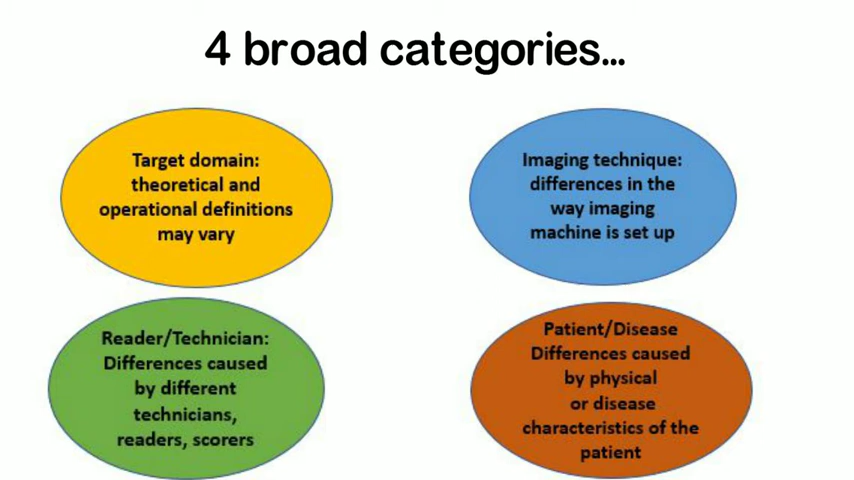 4 broad categories...
Target domain:
theoretical and
operational definitions
may vary
Imaging technique:
differences in the
way imaging
machine is set up
Reader/Technician:
Differences caused
by different
technicians,
readers, scorers
Patient/Disease
Differences caused
by physical
or disease
characteristics of the
patient